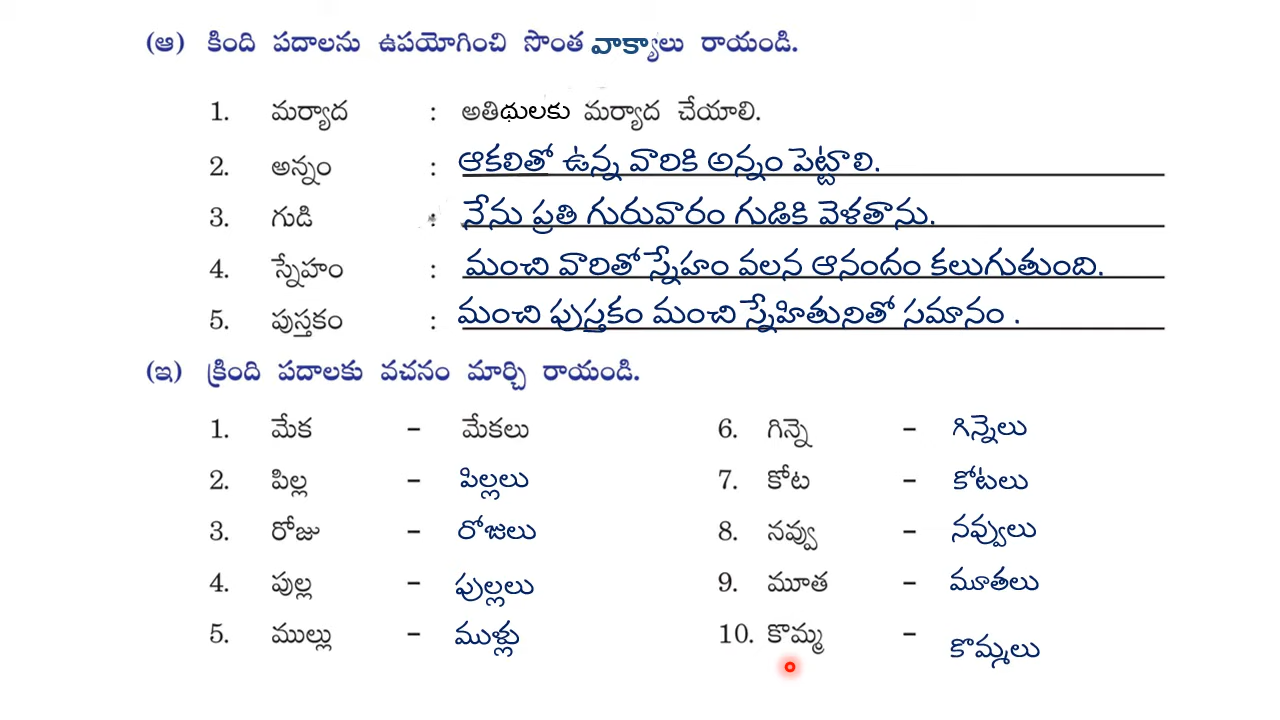 (ఆ) కింది పదాలను ఉపయోగించి సొంత వాక్యాలు రాయండి.
1. మర్యాద : అతిథులకు మర్యాద చేయాలి.
2. అన్నం : ఆకలితో ఉన్న వారికి అన్నం పెట్టాలి.
3. గుడి : నేను ప్రతి గురువారం గుడికి వెళతాను.
4. స్నేహం : మంచి వారితో స్నేహం వలన ఆనందం కలుగుతుంది.
5. పుస్తకం : మంచి పుస్తకం మంచి స్నేహితునితో సమానం .
(ఇ) క్రింది పదాలకు వచనం మార్చి రాయండి.
1. మేక – మేకలు 6. గిన్నె – గిన్నెలు
2. పిల్ల – పిల్లలు 7. కోట – కోటలు
3. రోజు – రోజులు 8. నవ్వు – నవ్వులు
4. పుల్ల – పుల్లలు 9. మూత – మూతలు
5. ముల్లు – ముళ్లు 10. కొమ్మ – కొమ్మలు